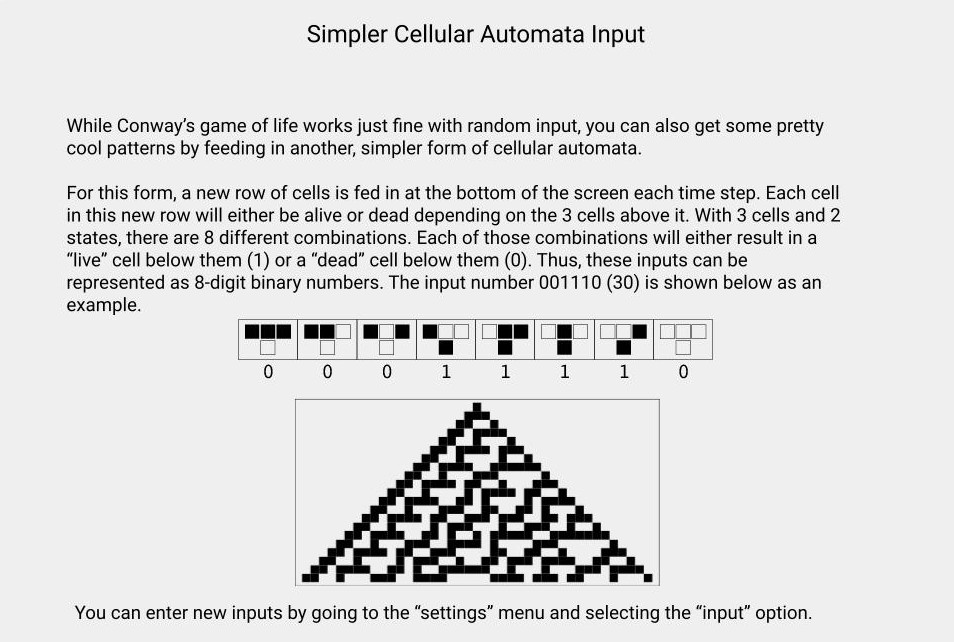 Simpler Cellular Automata Input
While Conway’s game of life works just fine with random input, you can also get some pretty
cool patterns by feeding in another, simpler form of cellular automata.
For this form, a new row of cells is fed in at the bottom of the screen each time step. Each cell
in this new row will either be alive or dead depending on the 3 cells above it. With 3 cells and 2
states, there are 8 different combinations. Each of those combinations will either result in a
“live” cell below them (1) or a “dead” cell below them (0). Thus, these inputs can be
represented as 8-digit binary numbers. The input number 001110 (30) is shown below as an
example.
0 0 0 1 1 1 1 0
You can enter new inputs by going to the “settings” menu and selecting the “input” option.